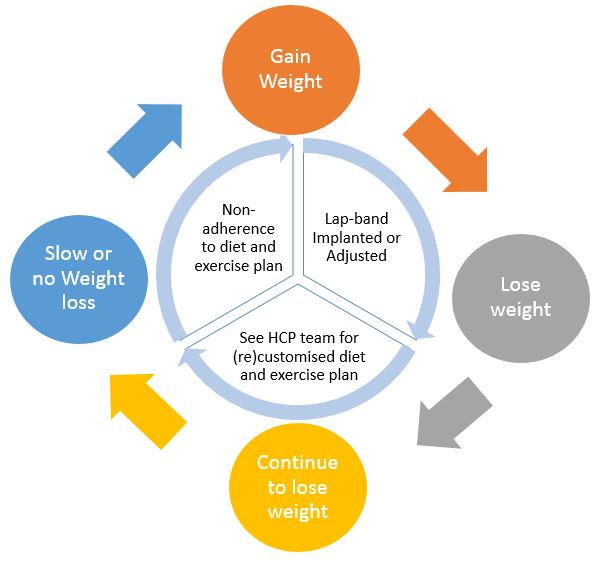 Gain
Weight
Non-
adherence
to diet and
exercise plan
Lap-band
Implanted or
Adjusted
Slow or
no Weight
loss
Lose
weight
See HCP team for
(re)customised diet
and exercise plan
Continue
to lose
weight